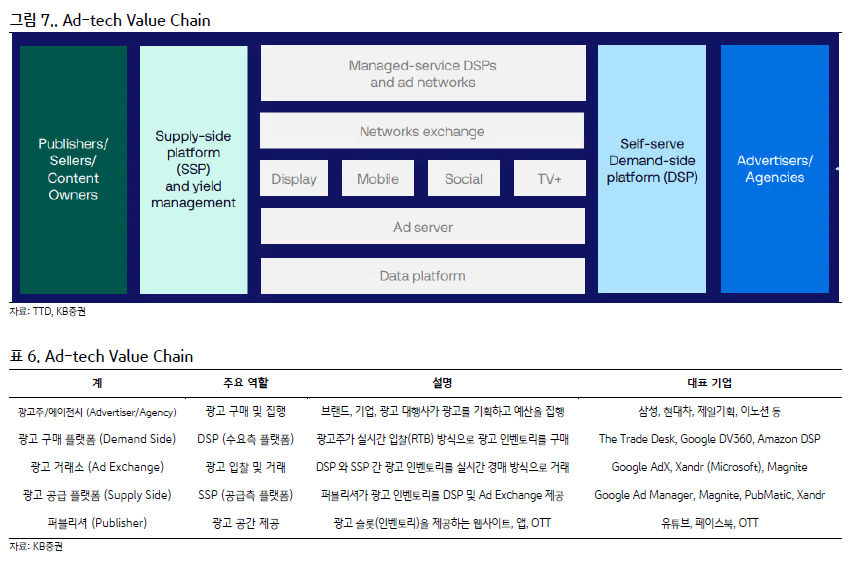 그림 7.. Ad-tech Value Chain
Publishers/
Sellers/
Content
Owners
Supply-side
platform
(SSP)
and yield
management
Managed-service DSPs
and ad networks
Networks exchange
Display Mobile Social TV+
Ad server
Data platform
Self-serve
Demand-side
platform (DSP)
Advertisers/
Agencies
자료: TTD, KB증권
표 6. Ad-tech Value Chain
계 주요 역할 설명 대표 기업
광고주/에이전시 (Advertiser/Agency) 광고 구매 및 집행 브랜드, 기업, 광고 대행사가 광고를 기획하고 예산을 집행 삼성, 현대차, 제일기획, 이노션 등
광고 구매 플랫폼 (Demand Side) DSP (수요측 플랫폼) 광고주가 실시간 입찰(RTB) 방식으로 광고 인벤토리를 구매 The Trade Desk, Google DV360, Amazon DSP
광고 거래소 (Ad Exchange) 광고 입찰 및 거래 DSP 와 SSP 간 광고 인벤토리를 실시간 경매 방식으로 거래 Google AdX, Xandr (Microsoft), Magnite
광고 공급 플랫폼 (Supply Side) SSP (공급측 플랫폼) 퍼블리셔가 광고 인벤토리를 DSP 및 Ad Exchange 제공 Google Ad Manager, Magnite, PubMatic, Xandr
퍼블리셔 (Publisher) 광고 공간 제공 광고 슬롯(인벤토리)을 제공하는 웹사이트, 앱, OTT 유튜브, 페이스북, OTT
자료: KB증권